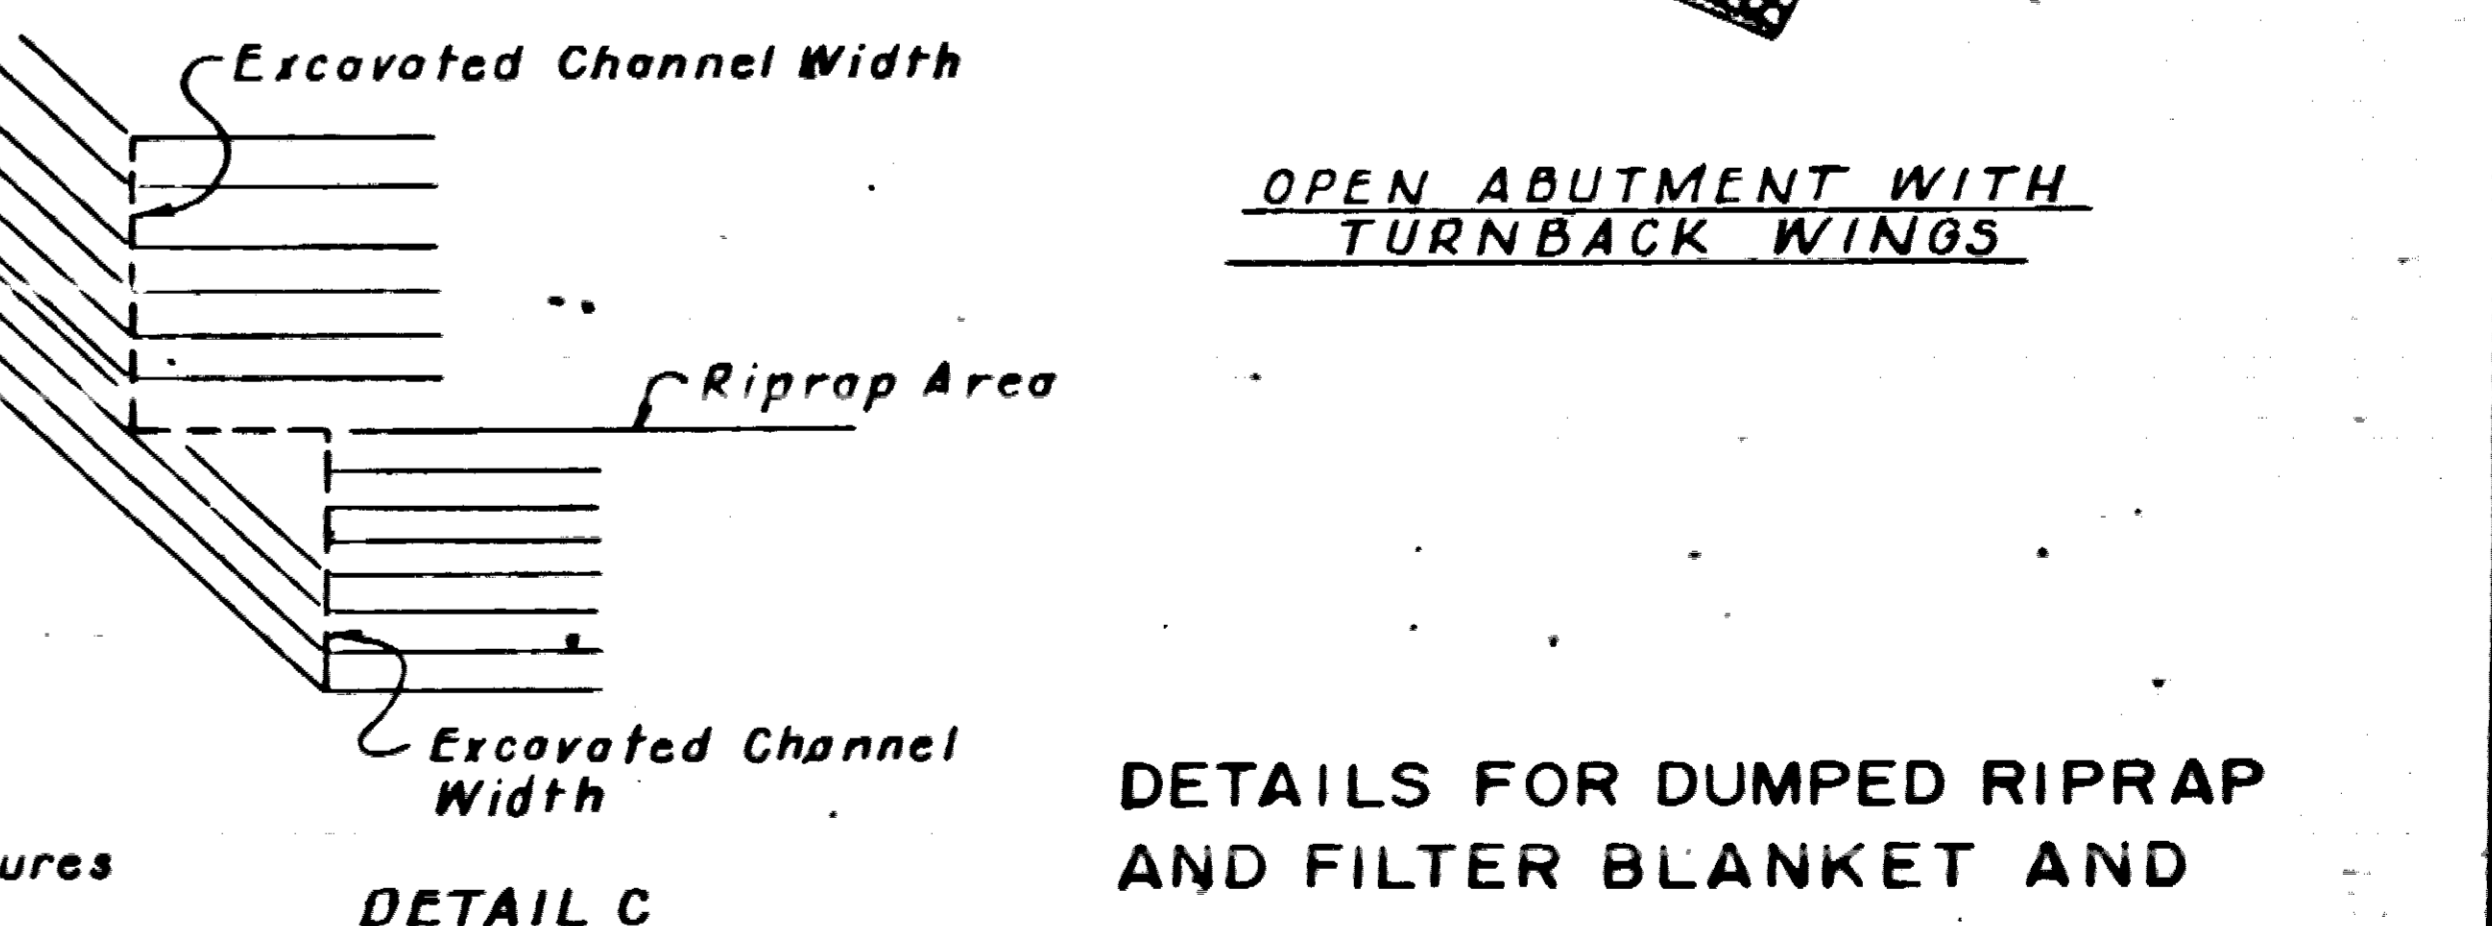 Excavated Channel Width
OPEN ABUTMENT WITH
TURNBACK WINGS
Riprap Area
Excavated Channel
Width
ures
DETAIL C
DETAILS FOR DUMPED RIPRAP
AND FILTER BLANKET AND